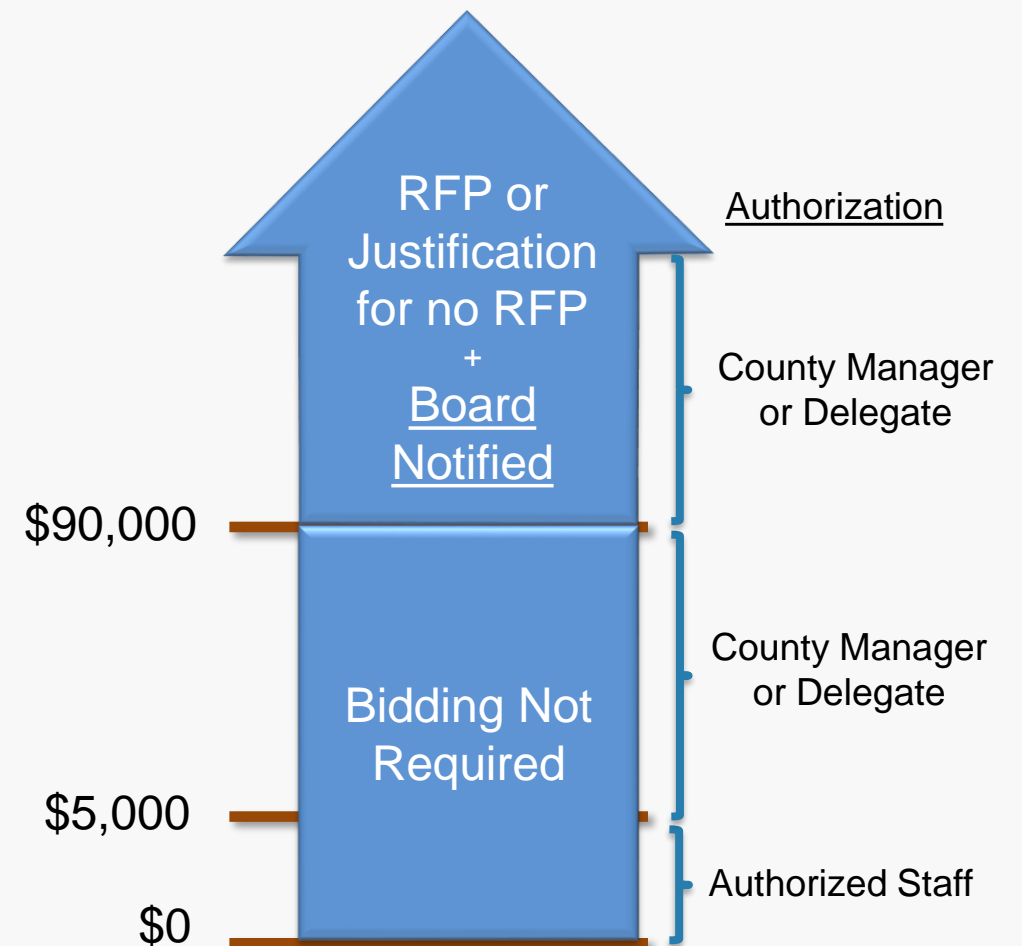 RFP or
Justification
for no RFP
+
Board
Notified
Authorization
County Manager
or Delegate
$90,000
Bidding Not
Required
County Manager
or Delegate
$5,000
Authorized Staff
$0